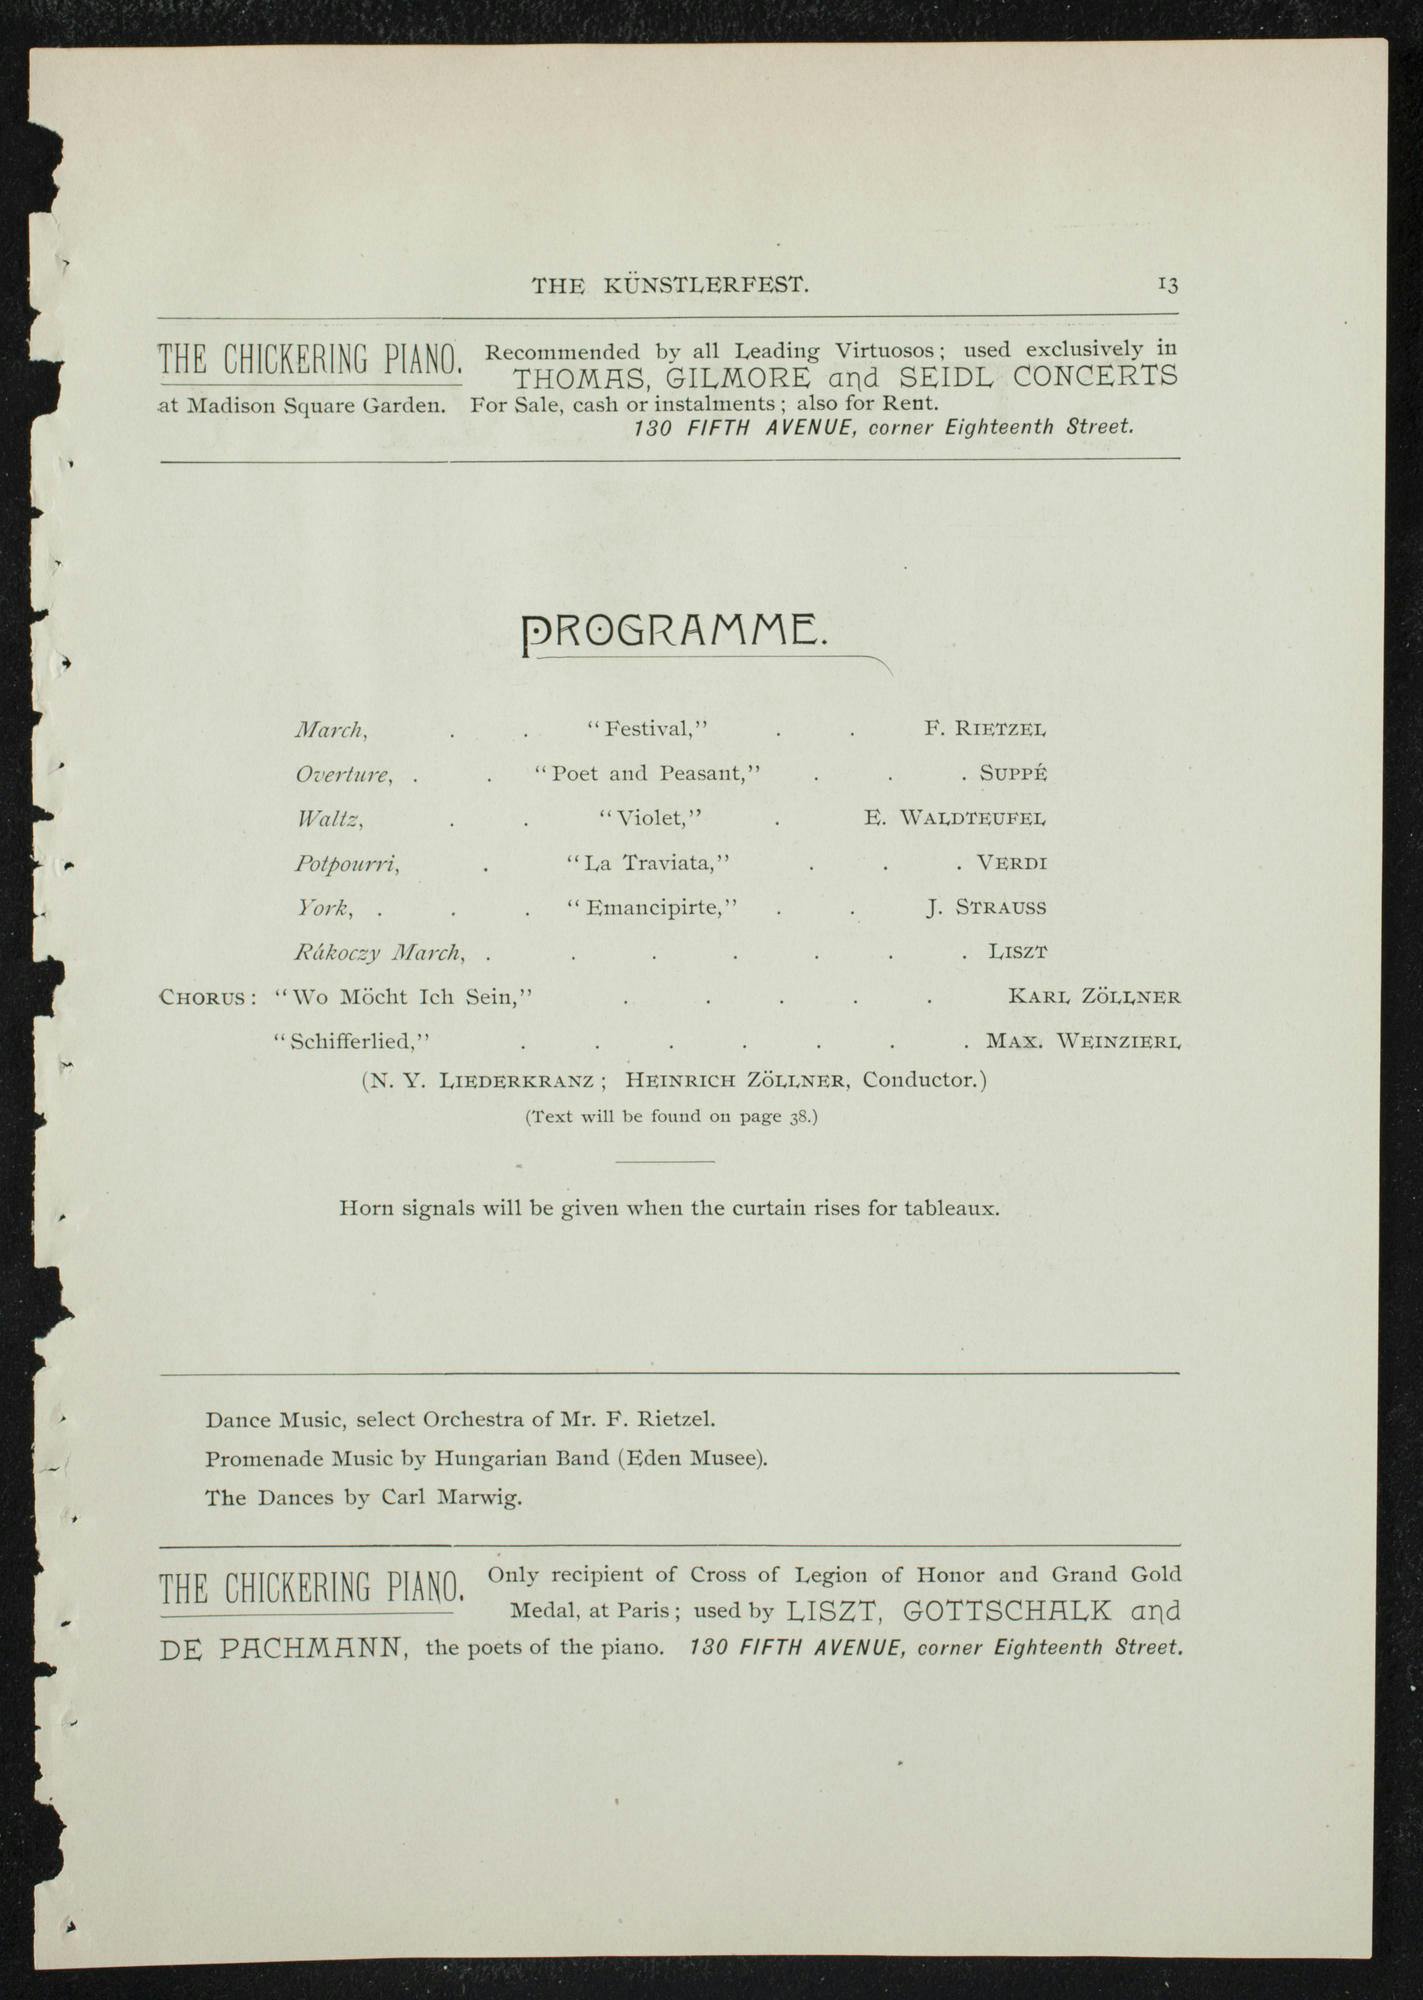 THE KÜNSTLERFEST. 13
THE CHICKERING PIANO. Recommended by all Leading Virtuosos; used exclusively in
THOMAS, GILMORE and SEIDL CONCERTS
at Madison Square Garden. For Sale, cash or instalments; also for Rent.
130 FIFTH AVENUE, corner Eighteenth Street.
PROGRAMME.
March, . . “Festival,” . . F. RIETZEL
Overture, . . “Poet and Peasant,” . . . SUPPÉ
Waltz, . . “Violet,” . E. WALDTEUFEL
Potpourri, . “La Traviata,” . . . VERDI
York, . . . “Emancipirte,” . . J. STRAUSS
Rákoczy March, . . . . . . . LISZT
CHORUS: “Wo Möcht Ich Sein,” . . . . . KARL ZÖLLNER
“Schifferlied,” . . . . . . . MAX. WEINZIERL
(N. Y. LIEDERKRANZ; HEINRICH ZÖLLNER, Conductor.)
(Text will be found on page 38.)
Horn signals will be given when the curtain rises for tableaux.
Dance Music, select Orchestra of Mr. F. Rietzel.
Promenade Music by Hungarian Band (Eden Musee).
The Dances by Carl Marwig.
THE CHICKERING PIANO. Only recipient of Cross of Legion of Honor and Grand Gold
Medal, at Paris; used by LISZT, GOTTSCHALK and
DE PACHMANN, the poets of the piano. 130 FIFTH AVENUE, corner Eighteenth Street.